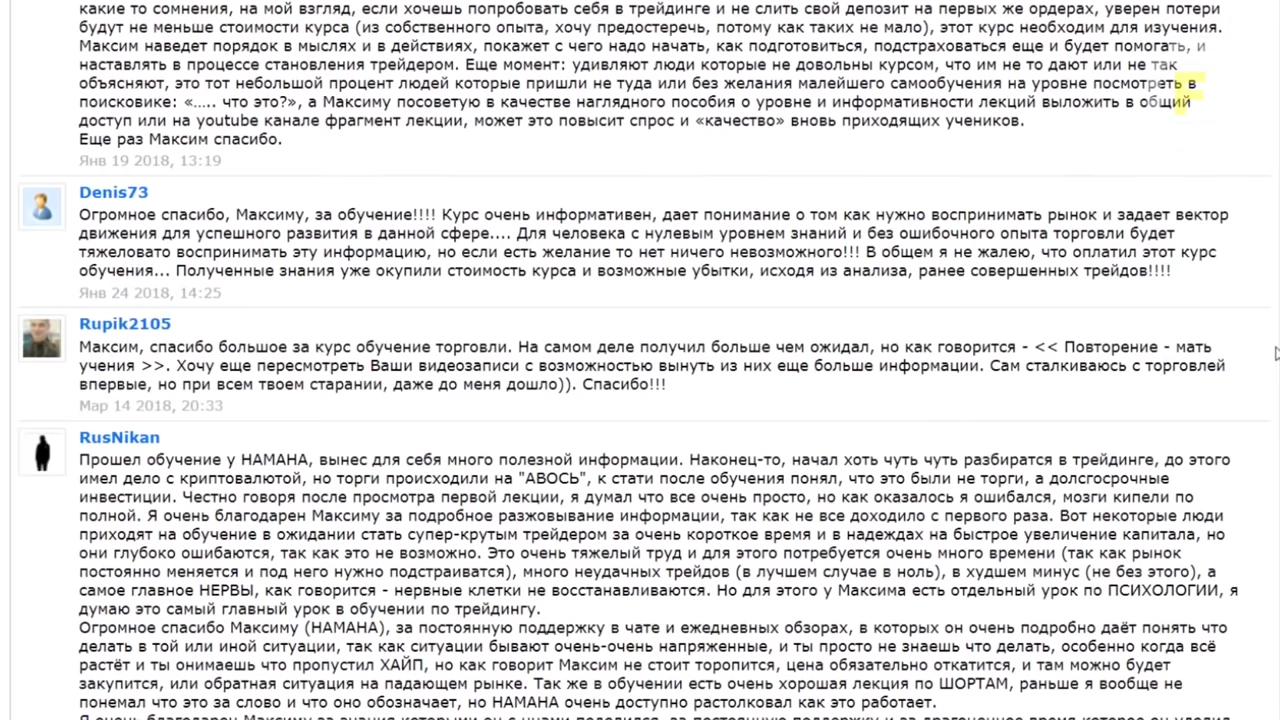 какие то сомнения, на мой взгляд, если хочешь попробовать себя в трейдинге и не слить свой депозит на первых же ордерах, уверен потери
будут не меньше стоимости курса (из собственного опыта, хочу предостеречь, потому как таких не мало), этот курс необходим для изучения.
Максим наведет порядок в мыслях и в действиях, покажет с чего надо начать, как подготовиться, подстраховаться еще и будет помогать, и
наставлять в процессе становления трейдером. Еще момент: удивляют люди которые не довольны курсом, что им не то дают или не так
объясняют, это тот небольшой процент людей которые пришли не туда или без желания малейшего самообучения на уровне посмотреть в
поисковике: «….. что это?», а Максиму посоветую в качестве наглядного пособия о уровне и информативности лекций выложить в общий
доступ или на youtube канале фрагмент лекции, может это повысит спрос и «качество» вновь приходящих учеников.
Еще раз Максим спасибо.
Янв 19 2018, 13:19
Denis73
Огромное спасибо, Максиму, за обучение!!!! Курс очень информативен, дает понимание о том как нужно воспринимать рынок и задает вектор
движения для успешного развития в данной сфере.... Для человека с нулевым уровнем знаний и без ошибочного опыта торговли будет
тяжеловато воспринимать эту информацию, но если есть желание то нет ничего невозможного!!! В общем я не жалею, что оплатил этот курс
обучения... Полученные знания уже окупили стоимость курса и возможные убытки, исходя из анализа, ранее совершенных трейдов!!!!
Янв 24 2018, 14:25
Rupik2105
Максим, спасибо большое за курс обучение торговли. На самом деле получил больше чем ожидал, но как говорится - << Повторение - мать
учения >>. Хочу еще пересмотреть Ваши видеозаписи с возможностью вынуть из них еще больше информации. Сам сталкиваюсь с торговлей
впервые, но при всем твоем старании, даже до меня дошло)). Спасибо!!!
Мар 14 2018, 20:33
RusNikan
Прошел обучение у НАМАНА, вынес для себя много полезной информации. Наконец-то, начал хоть чуть чуть разбиратся в трейдинге, до этого
имел дело с криптовалютой, но торги происходили на "АВОСЬ", к стати после обучения понял, что это были не торги, а долгсрочные
инвестиции. Честно говоря после просмотра первой лекции, я думал что все очень просто, но как оказалось я ошибался, мозги кипели по
полной. Я очень благодарен Максиму за подробное разжовывание информации, так как не все доходило с первого раза. Вот некоторые люди
приходят на обучение в ожидании стать супер-крутым трейдером за очень короткое время и в надеждах на быстрое увеличение капитала, но
они глубоко ошибаются, так как это не возможно. Это очень тяжелый труд и для этого потребуется очень много времени (так как рынок
постоянно меняется и под него нужно подстраиватся), много неудачных трейдов (в лучшем случае в ноль), в худшем минус (не без этого), а
самое главное НЕРВЫ, как говорится - нервные клетки не восстанавливаются. Но для этого у Максима есть отдельный урок по ПСИХОЛОГИИ, я
думаю это самый главный урок в обучении по трейдингу.
Огромное спасибо Максиму (НАМАНА), за постоянную поддержку в чате и ежедневных обзорах, в которых он очень подробно даёт понять что
делать в той или иной ситуации, так как ситуации бывают очень-очень напряженные, и ты просто не знаешь что делать, особенно когда всё
растёт и ты онимаешь что пропустил ХАЙП, но как говорит Максим не стоит торопится, цена обязательно откатится, и там можно будет
закупится, или обратная ситуация на падающем рынке. Так же в обучении есть очень хорошая лекция по ШОРТАМ, раньше я вообще не
понемал что это за слово и что оно обозначает, но НАМАНА очень доступно растолковал как это работает.
Я очень благодарен Максиму за знания которыми он с нами поделился, за постоянную поддержку и за драгоценное время которое он уделил